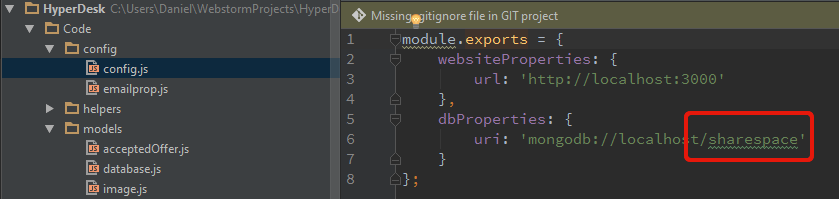 HyperDesk C:\Users\Daniel\WebstormProjects\HyperD
Code
config
config.js
emailprop.js
helpers
models
acceptedOffer.js
database.js
image.js
Missing .gitignore file in GIT project
1 module.exports = {
2 websiteProperties: {
3 url: 'http://localhost:3000'
4 },
5 dbProperties: {
6 uri: 'mongodb://localhost/sharespace'
7 }
8 };